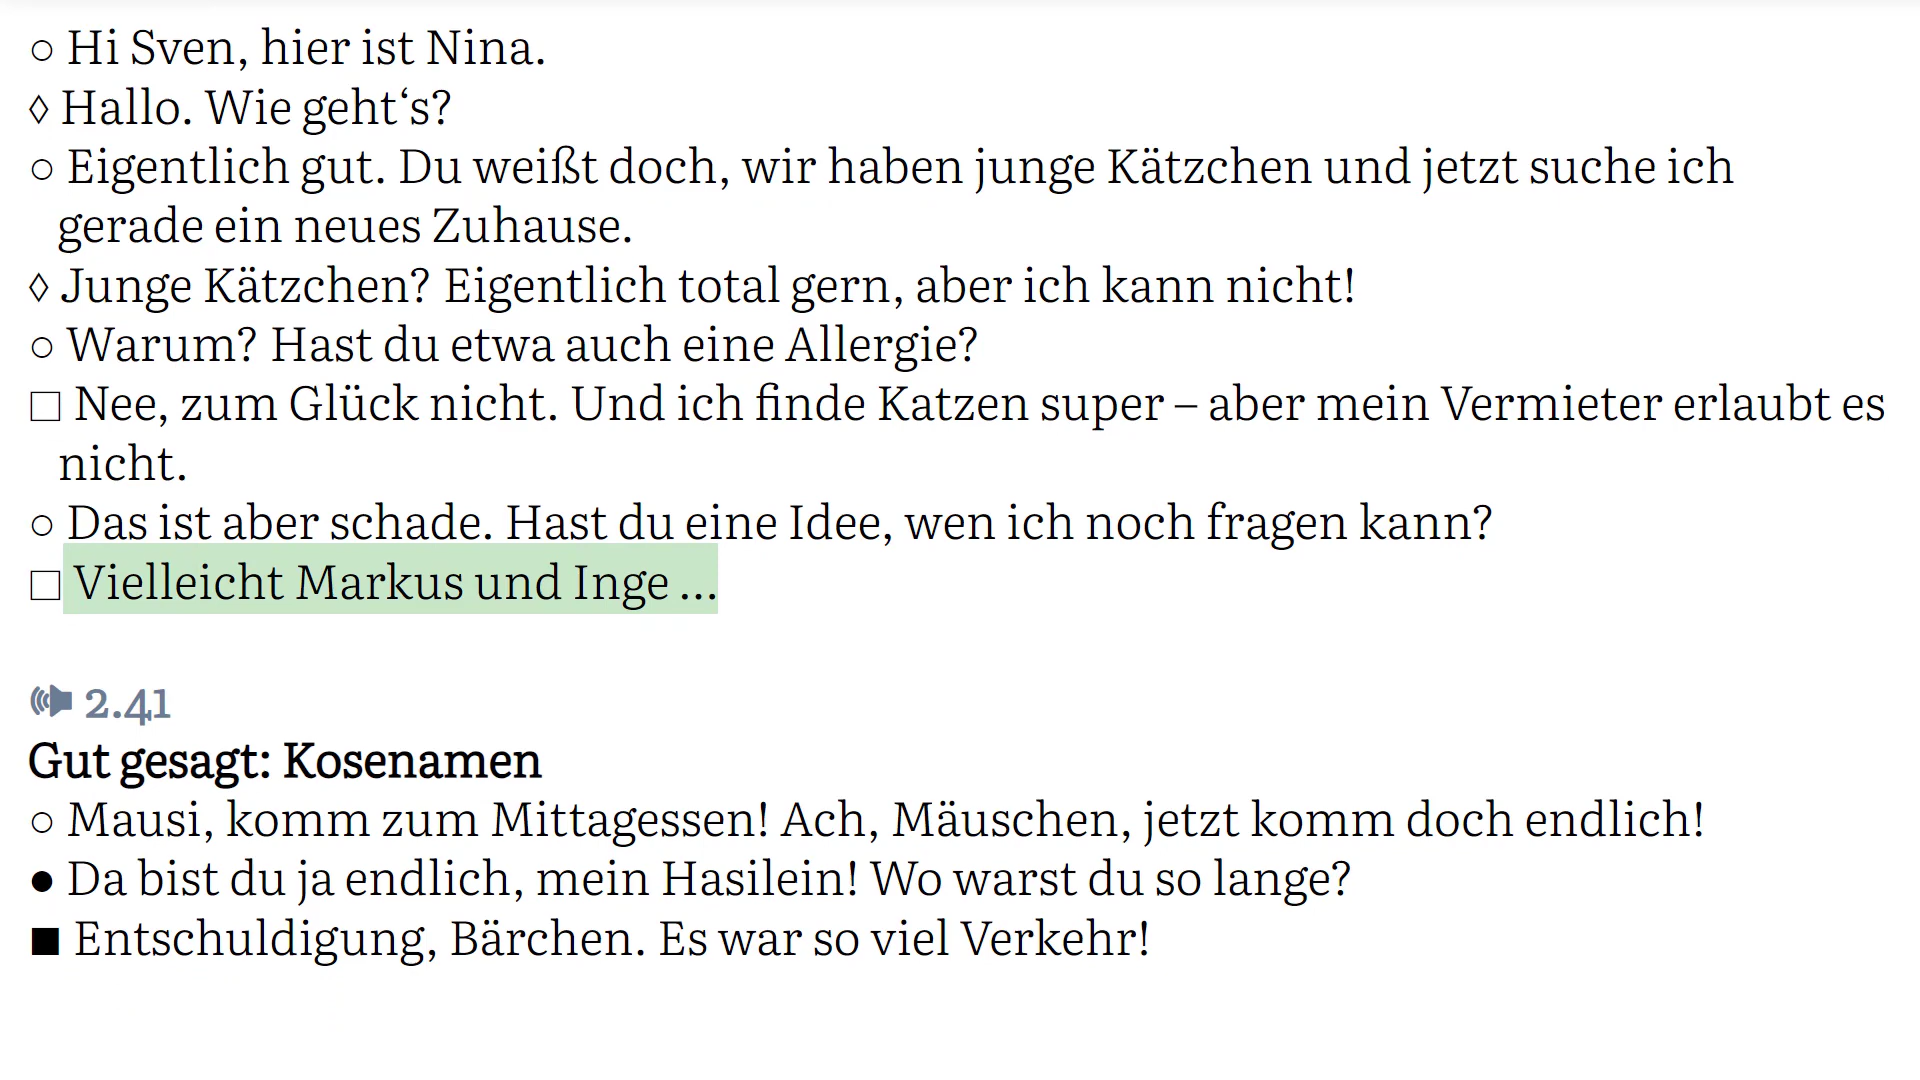 ○ Hi Sven, hier ist Nina.
◊ Hallo. Wie geht‘s?
○ Eigentlich gut. Du weißt doch, wir haben junge Kätzchen und jetzt suche ich
gerade ein neues Zuhause.
◊ Junge Kätzchen? Eigentlich total gern, aber ich kann nicht!
○ Warum? Hast du etwa auch eine Allergie?
□ Nee, zum Glück nicht. Und ich finde Katzen super – aber mein Vermieter erlaubt es
nicht.
○ Das ist aber schade. Hast du eine Idee, wen ich noch fragen kann?
□ Vielleicht Markus und Inge ...
2.41
Gut gesagt: Kosenamen
○ Mausi, komm zum Mittagessen! Ach, Mäuschen, jetzt komm doch endlich!
● Da bist du ja endlich, mein Hasilein! Wo warst du so lange?
■ Entschuldigung, Bärchen. Es war so viel Verkehr!